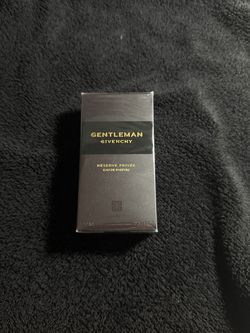 GENTLEMAN
GIVENCHY
RÉSERVE PRIVÉE
EAU DE PARFUM